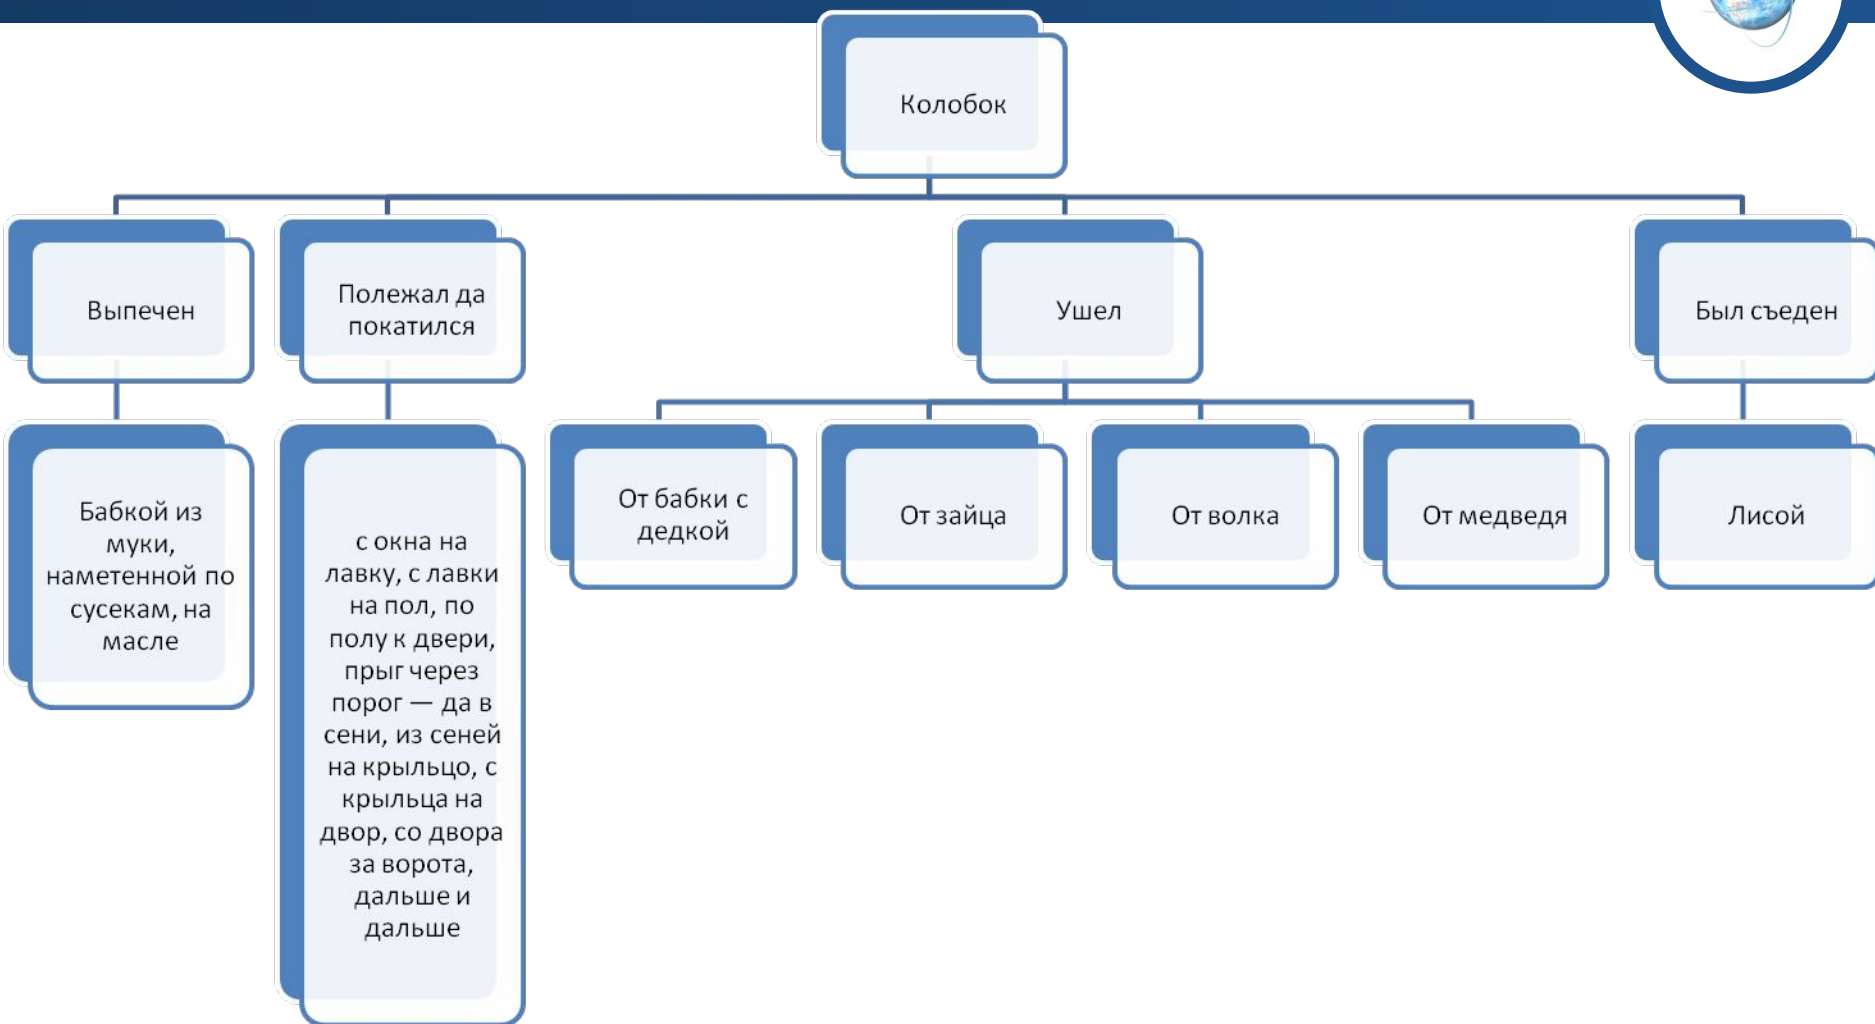 Колобок
Выпечен
Полежал да
покатился
Ушел
Был съеден
Бабкой из
муки,
наметенной по
сусекам, на
масле
с окна на
лавку, с лавки
на пол, по
полу к двери,
прыг через
порог — да в
сени, из сеней
на крыльцо, с
крыльца на
двор, со двора
за ворота,
дальше и
дальше
От бабки с
дедкой
От зайца
От волка
От медведя
Лисой